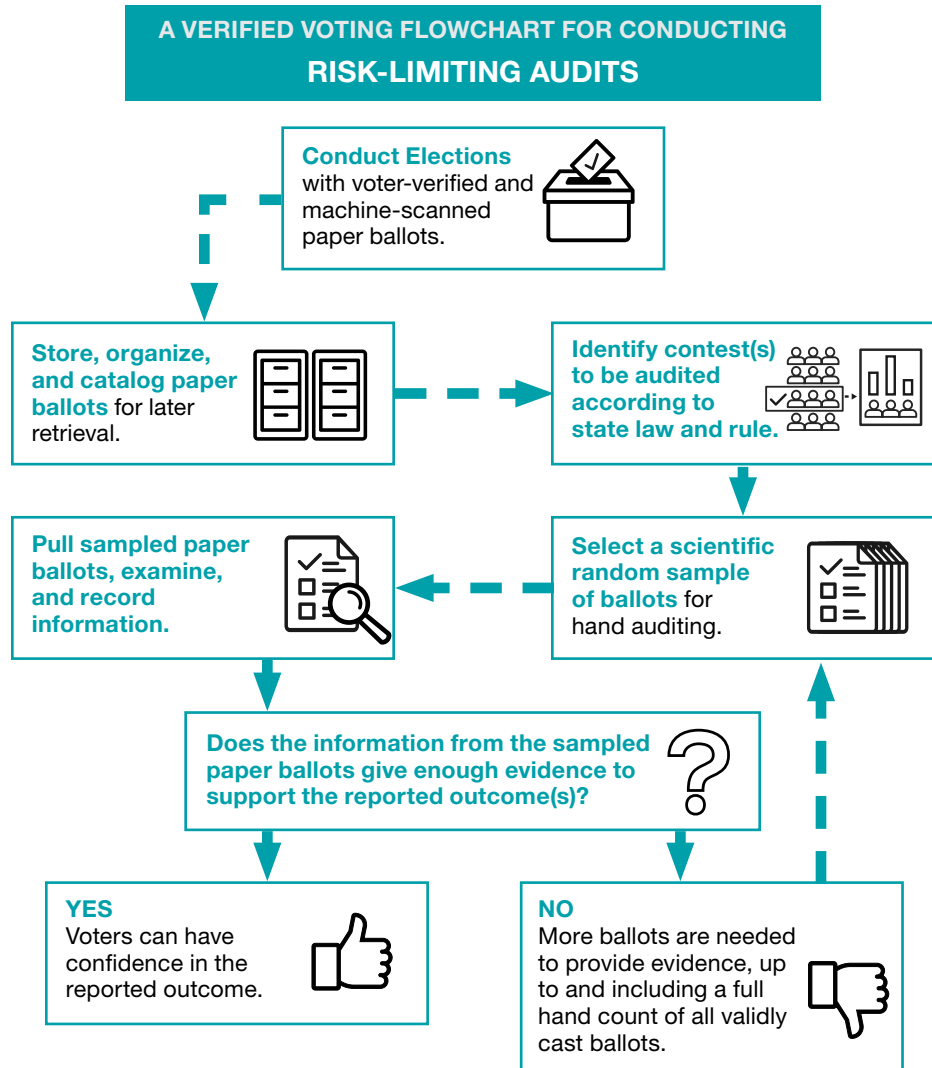 A VERIFIED VOTING FLOWCHART FOR CONDUCTING
RISK-LIMITING AUDITS
Conduct Elections
with voter-verified and
machine-scanned
paper ballots.
Store, organize,
and catalog paper
ballots for later
retrieval.
Identify contest(s)
to be audited
according to
state law and rule.
Select a scientific
random sample
of ballots for
hand auditing.
Pull sampled paper
ballots, examine,
and record
information.
Does the information from the sampled
paper ballots give enough evidence to
support the reported outcome(s)?
?
YES
Voters can have
confidence in the
reported outcome.
NO
More ballots are needed
to provide evidence, up
to and including a full
hand count of all validly
cast ballots.